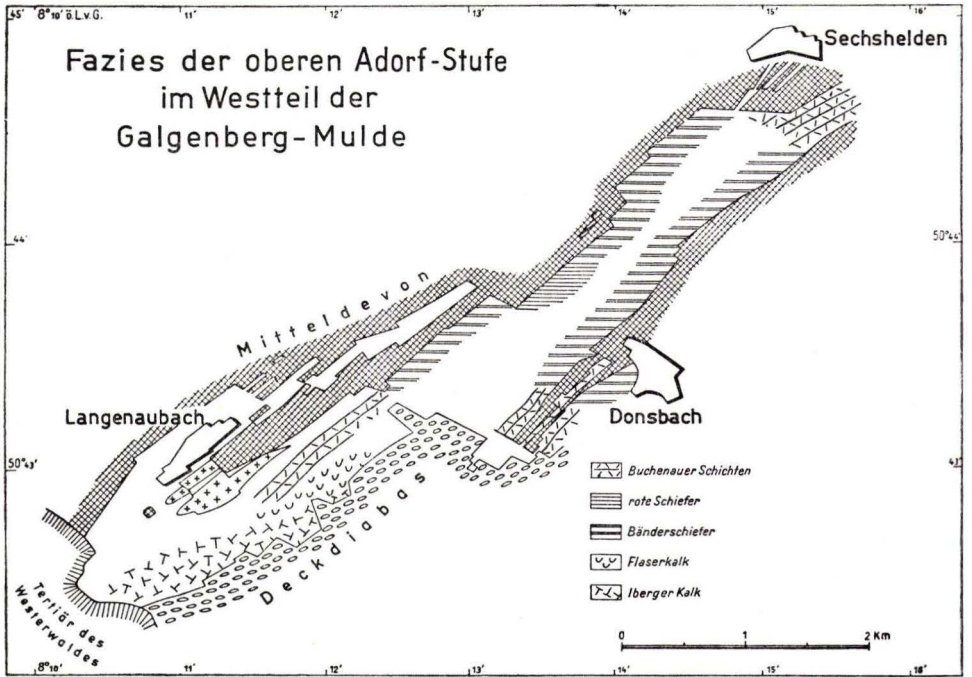 45' 8°10' ö.L.v.G. 11' 12' 13' 14' 15' 16'
Fazies der oberen Adorf-Stufe
im Westteil der
Galgenberg-Mulde
Sechshelden
44' 50°44'
Mitteldevon
Langenaubach
Donsbach
50°43' 43'
Deckdiabas
Buchenauer Schichten
rote Schiefer
Bänderschiefer
Flaserkalk
Iberger Kalk
Tertiär des
Westerwaldes
0 1 2 Km
8°10' 11' 12' 13' 14' 15' 16'